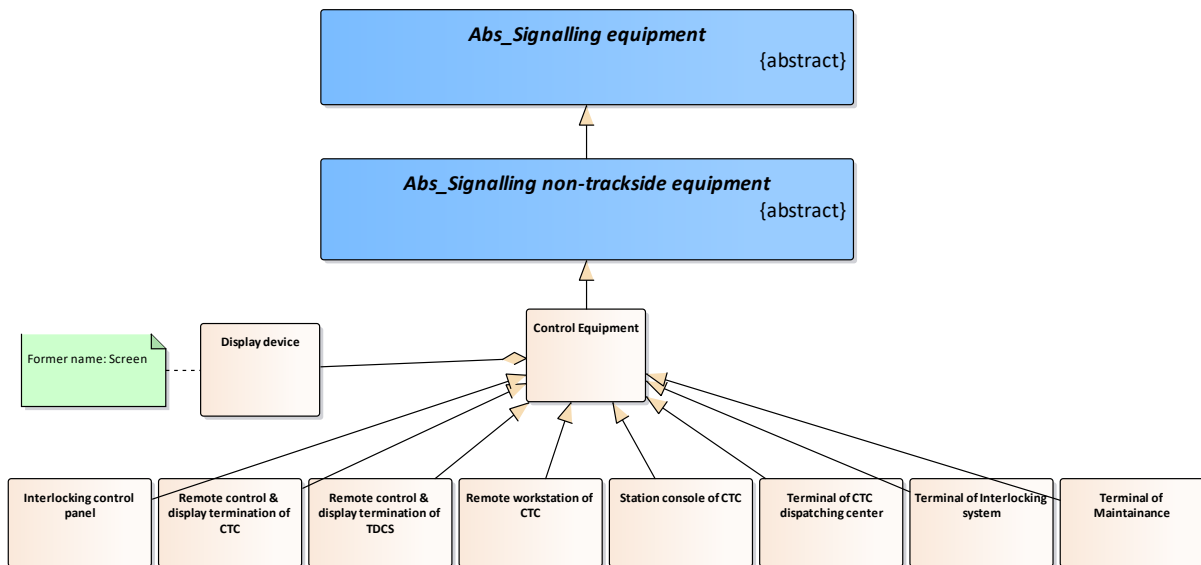 Abs_Signalling equipment
{abstract}
Abs_Signalling non-trackside equipment
{abstract}
Control Equipment
Display device
Former name: Screen
Interlocking control
panel
Remote control &
display termination of
CTC
Remote control &
display termination of
TDCS
Remote workstation of
CTC
Station console of CTC
Terminal of CTC
dispatching center
Terminal of Interlocking
system
Terminal of
Maintainance